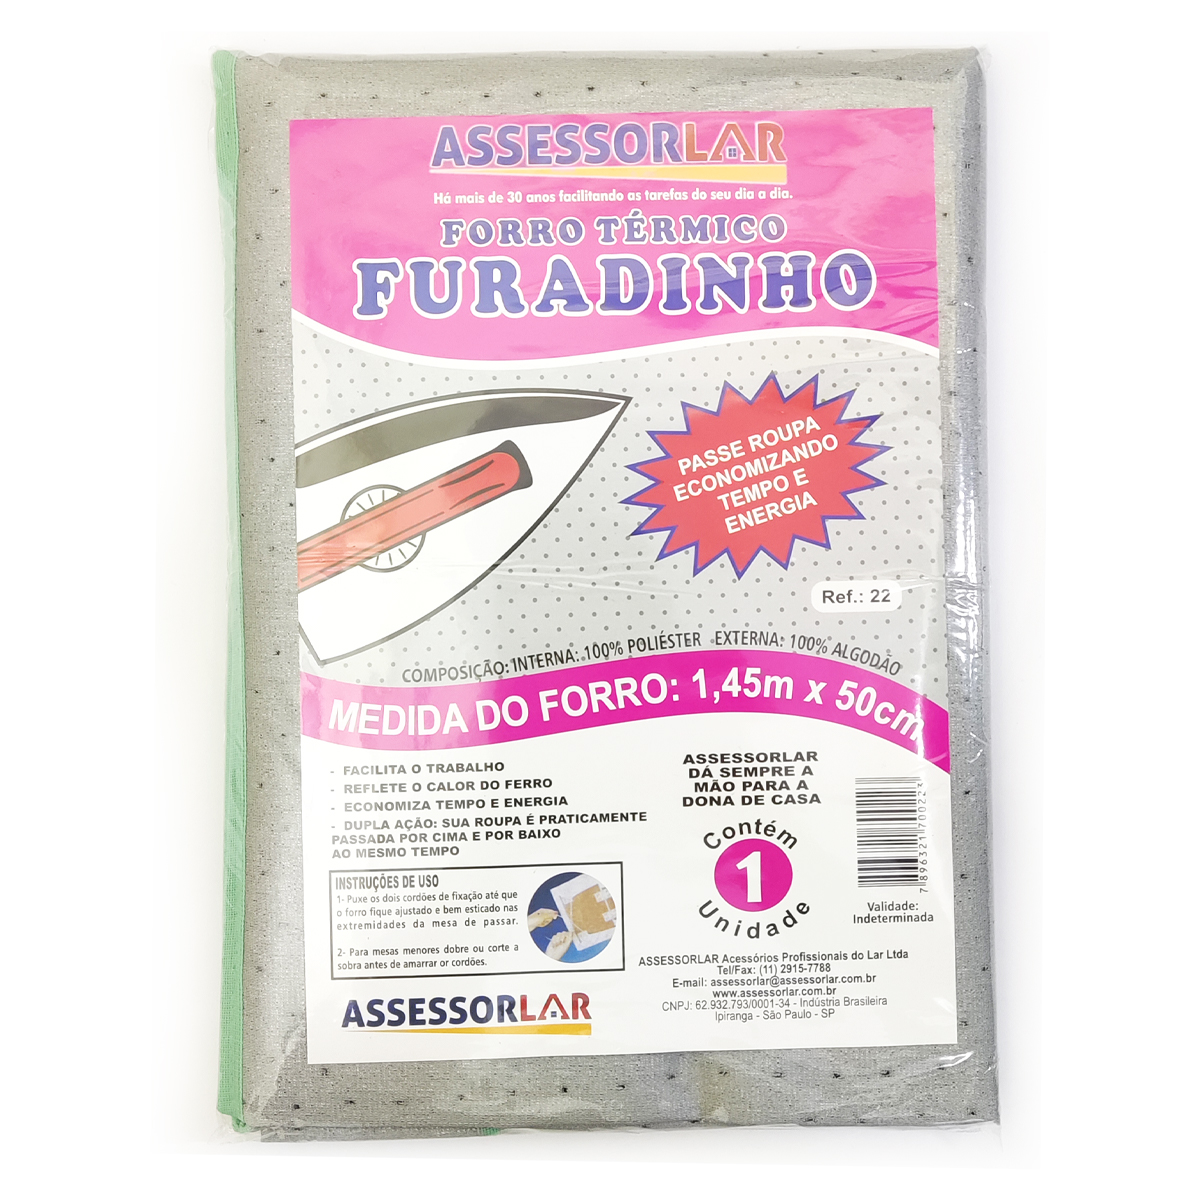 ASSESSORLAR
Há mais de 30 anos facilitando as tarefas do seu dia a dia.
FORRO TÉRMICO
FURADINHO
PASSE ROUPA
ECONOMIZANDO
TEMPO E
ENERGIA
Ref.: 22
COMPOSIÇÃO: INTERNA: 100% POLIÉSTER EXTERNA: 100% ALGODÃO
MEDIDA DO FORRO: 1,45m x 50cm
- FACILITA O TRABALHO
- REFLETE O CALOR DO FERRO
- ECONOMIZA TEMPO E ENERGIA
- DUPLA AÇÃO: SUA ROUPA É PRATICAMENTE
PASSADA POR CIMA E POR BAIXO
AO MESMO TEMPO
ASSESSORLAR
DÁ SEMPRE A
MÃO PARA A
DONA DE CASA
Contém
1
Unidade
7896321700223
Validade:
Indeterminada
INSTRUÇÕES DE USO
1- Puxe os dois cordões de fixação até que
o forro fique ajustado e bem esticado nas
extremidades da mesa de passar.
2- Para mesas menores dobre ou corte a
sobra antes de amarrar or cordões.
ASSESSORLAR
ASSESSORLAR Acessórios Profissionais do Lar Ltda
Tel/Fax: (11) 2915-7788
E-mail: assessorlar@assessorlar.com.br
www.assessorlar.com.br
CNPJ: 62.932.793/0001-34 - Indústria Brasileira
Ipiranga - São Paulo - SP